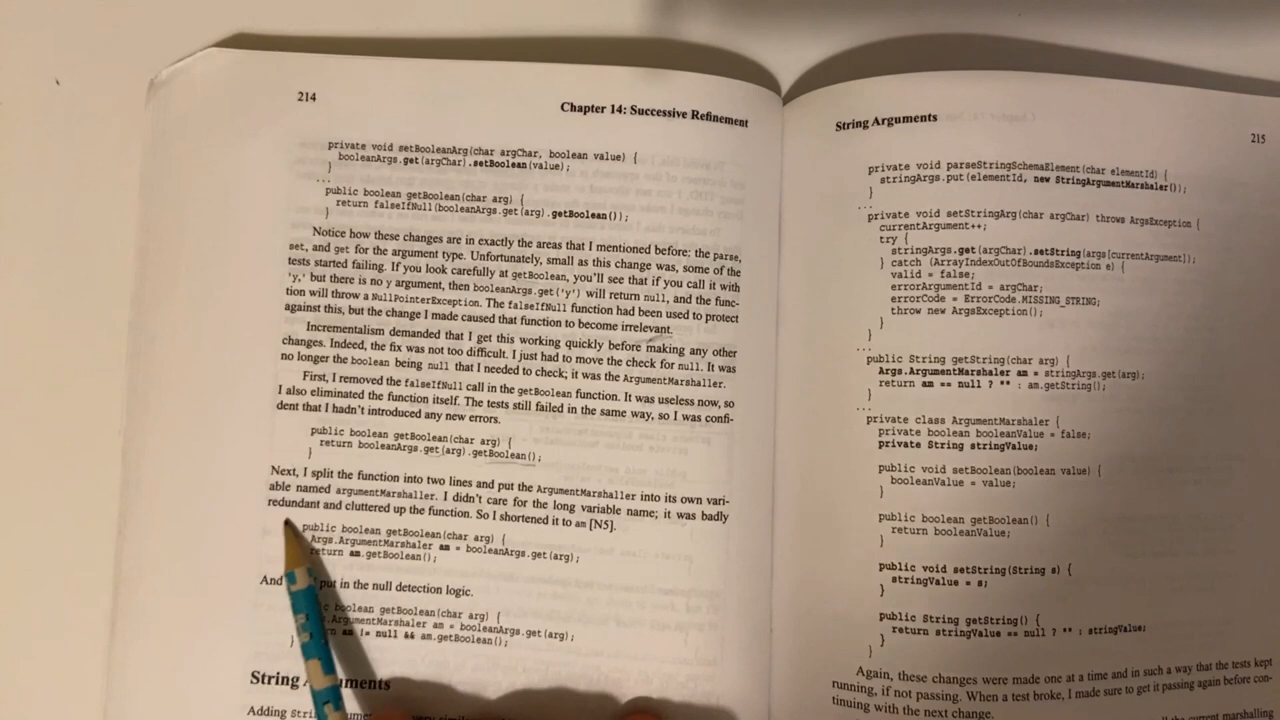 214
Chapter 14: Successive Refinement
private void setBooleanArg(char argChar, boolean value) {
booleanArgs.get(argChar).setBoolean(value);
}
...
public boolean getBoolean(char arg) {
return falseIfNull(booleanArgs.get(arg).getBoolean());
}
Notice how these changes are in exactly the areas that I mentioned before: the parse,
set, and get for the argument type. Unfortunately, small as this change was, some of the
tests started failing. If you look carefully at getBoolean, you'll see that if you call it with
'y,' but there is no y argument, then booleanArgs.get('y') will return null, and the func-
tion will throw a NullPointerException. The falseIfNull function had been used to protect
against this, but the change I made caused that function to become irrelevant.
Incrementalism demanded that I get this working quickly before making any other
changes. Indeed, the fix was not too difficult. I just had to move the check for null. It was
no longer the boolean being null that I needed to check; it was the ArgumentMarshaller.
First, I removed the falseIfNull call in the getBoolean function. It was useless now, so
I also eliminated the function itself. The tests still failed in the same way, so I was confi-
dent that I hadn't introduced any new errors.
public boolean getBoolean(char arg) {
return booleanArgs.get(arg).getBoolean();
}
Next, I split the function into two lines and put the ArgumentMarshaller into its own vari-
able named argumentMarshaller. I didn't care for the long variable name; it was badly
redundant and cluttered up the function. So I shortened it to am [N5].
public boolean getBoolean(char arg) {
Args.ArgumentMarshaler am = booleanArgs.get(arg);
return am.getBoolean();
And put in the null detection logic.
boolean getBoolean(char arg) {
.ArgumentMarshaler am = booleanArgs.get(arg);
am != null && am.getBoolean();
}
String
Adding very
String Arguments
215
private void parseStringSchemaElement(char elementId) {
stringArgs.put(elementId, new StringArgumentMarshaler());
}
...
private void setStringArg(char argChar) throws ArgsException {
currentArgument++;
try {
stringArgs.get(argChar).setString(args[currentArgument]);
} catch (ArrayIndexOutOfBoundsException e) {
valid = false;
errorArgumentId = argChar;
errorCode = ErrorCode.MISSING_STRING;
throw new ArgsException();
}
}
...
public String getString(char arg) {
Args.ArgumentMarshaler am = stringArgs.get(arg);
return am == null ? "" : am.getString();
}
...
private class ArgumentMarshaler {
private boolean booleanValue = false;
private String stringValue;
public void setBoolean(boolean value) {
booleanValue = value;
}
public boolean getBoolean() {
return booleanValue;
}
public void setString(String s) {
stringValue = s;
}
public String getString() {
return stringValue == null ? "" : stringValue;
}
}
Again, these changes were made one at a time and in such a way that the tests kept
running, if not passing. When a test broke, I made sure to get it passing again before con-
tinuing with the next change.
current marshalling